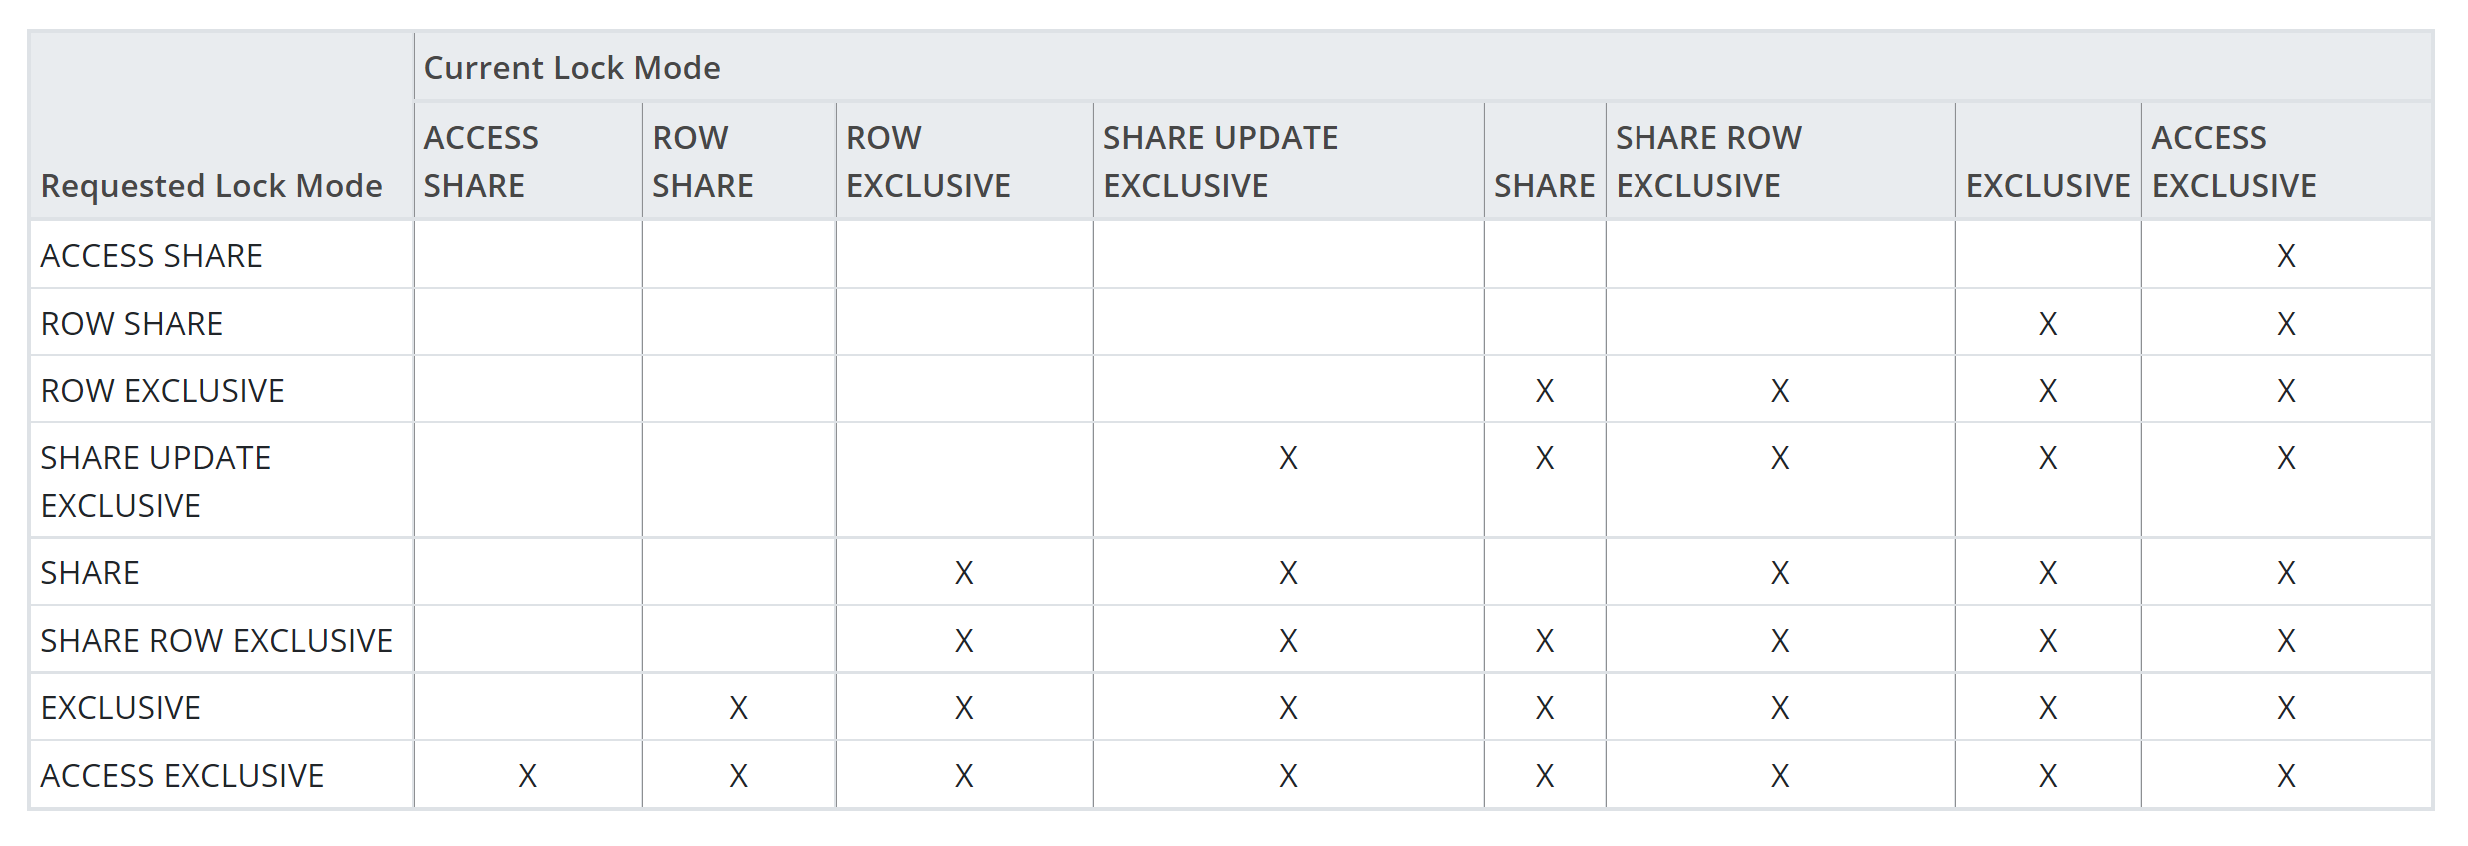 Current Lock Mode
Requested Lock Mode
ACCESS SHARE
ROW SHARE
ROW EXCLUSIVE
SHARE UPDATE EXCLUSIVE
SHARE
SHARE ROW EXCLUSIVE
EXCLUSIVE
ACCESS EXCLUSIVE
ACCESS SHARE X
ROW SHARE X X
ROW EXCLUSIVE X X X X
SHARE UPDATE X X X X X
EXCLUSIVE
SHARE X X X X X
SHARE ROW EXCLUSIVE X X X X X X
EXCLUSIVE X X X X X X X
ACCESS EXCLUSIVE X X X X X X X X